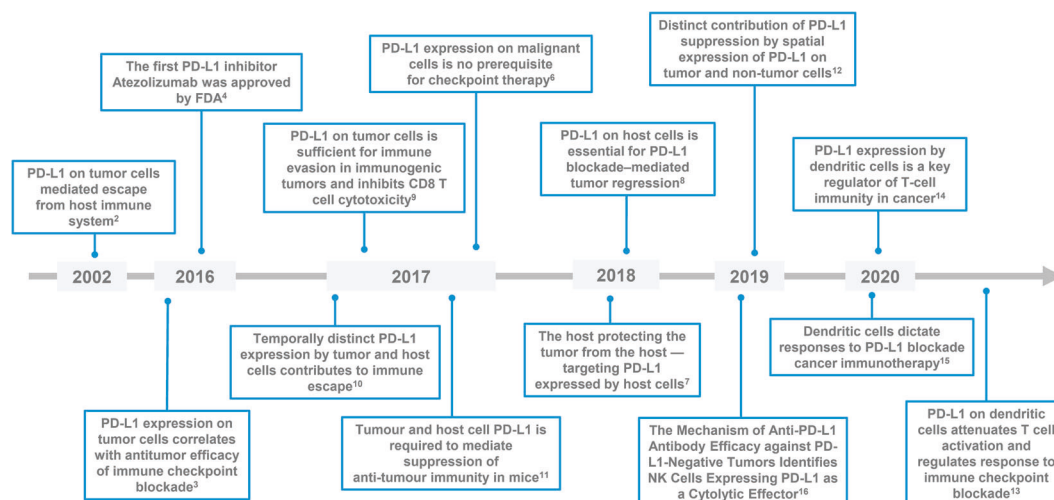 PD-L1 on tumor cells
mediated escape
from host immune
system²
The first PD-L1 inhibitor
Atezolizumab was approved
by FDA⁴
PD-L1 on tumor cells is
sufficient for immune
evasion in immunogenic
tumors and inhibits CD8 T
cell cytotoxicity⁹
PD-L1 expression on malignant
cells is no prerequisite
for checkpoint therapy⁶
PD-L1 on host cells is
essential for PD-L1
blockade–mediated
tumor regression⁸
Distinct contribution of PD-L1
suppression by spatial
expression of PD-L1 on
tumor and non-tumor cells¹²
PD-L1 expression by
dendritic cells is a key
regulator of T-cell
immunity in cancer¹⁴
2002
2016
2017
2018
2019
2020
PD-L1 expression on
tumor cells correlates
with antitumor efficacy
of immune checkpoint
blockade³
Temporally distinct PD-L1
expression by tumor and host
cells contributes to immune
escape¹⁰
Tumour and host cell PD-L1 is
required to mediate
suppression of
anti-tumour immunity in mice¹¹
The host protecting the
tumor from the host —
targeting PD-L1
expressed by host cells⁷
The Mechanism of Anti-PD-L1
Antibody Efficacy against PD-
L1-Negative Tumors Identifies
NK Cells Expressing PD-L1 as
a Cytolytic Effector¹⁶
Dendritic cells dictate
responses to PD-L1 blockade
cancer immunotherapy¹⁵
PD-L1 on dendritic
cells attenuates T cell
activation and
regulates response to
immune checkpoint
blockade¹³